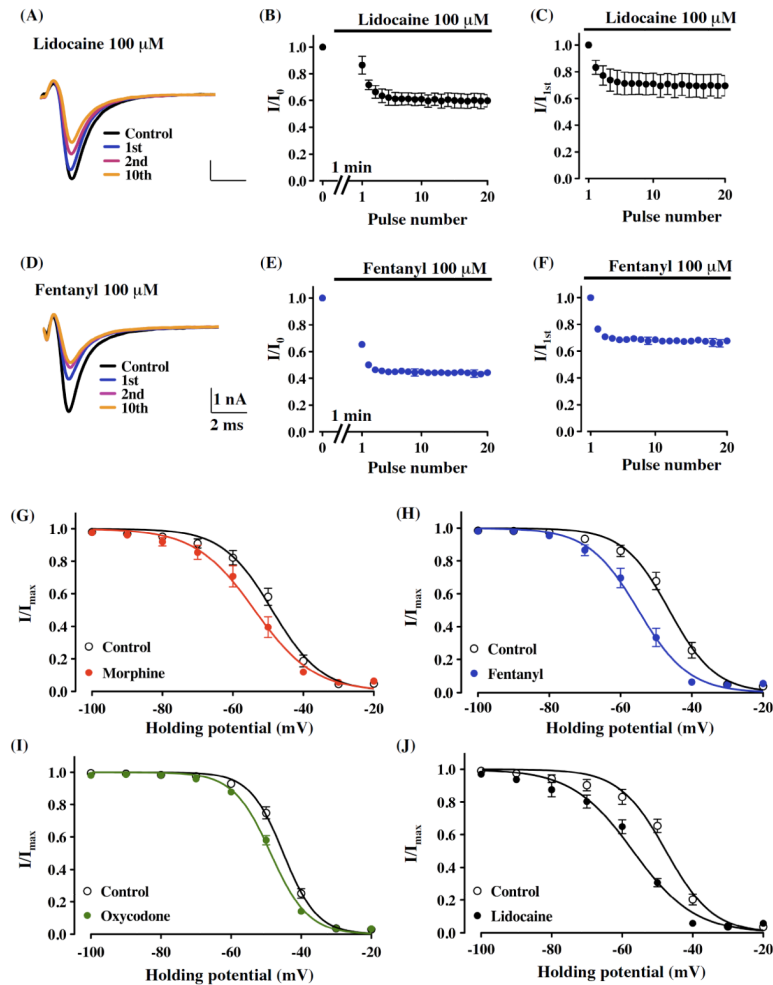 (A)
Lidocaine 100 μM
Control
1st
2nd
10th
(B)
Lidocaine 100 μM
I/I0
1.0
0.8
0.6
0.4
0.2
0.0
1 min
0 1 10 20
Pulse number
(C)
Lidocaine 100 μM
I/I1st
1.0
0.8
0.6
0.4
0.2
0.0
1 10 20
Pulse number
(D)
Fentanyl 100 μM
Control
1st
2nd
10th
1 nA
2 ms
(E)
Fentanyl 100 μM
I/I0
1.0
0.8
0.6
0.4
0.2
0.0
1 min
0 1 10 20
Pulse number
(F)
Fentanyl 100 μM
I/I1st
1.0
0.8
0.6
0.4
0.2
0.0
1 10 20
Pulse number
(G)
I/Imax
1.0
0.8
0.6
0.4
0.2
0.0
Control
Morphine
-100 -80 -60 -40 -20
Holding potential (mV)
(H)
I/Imax
1.0
0.8
0.6
0.4
0.2
0.0
Control
Fentanyl
-100 -80 -60 -40 -20
Holding potential (mV)
(I)
I/Imax
1.0
0.8
0.6
0.4
0.2
0.0
Control
Oxycodone
-100 -80 -60 -40 -20
Holding potential (mV)
(J)
I/Imax
1.0
0.8
0.6
0.4
0.2
0.0
Control
Lidocaine
-100 -80 -60 -40 -20
Holding potential (mV)